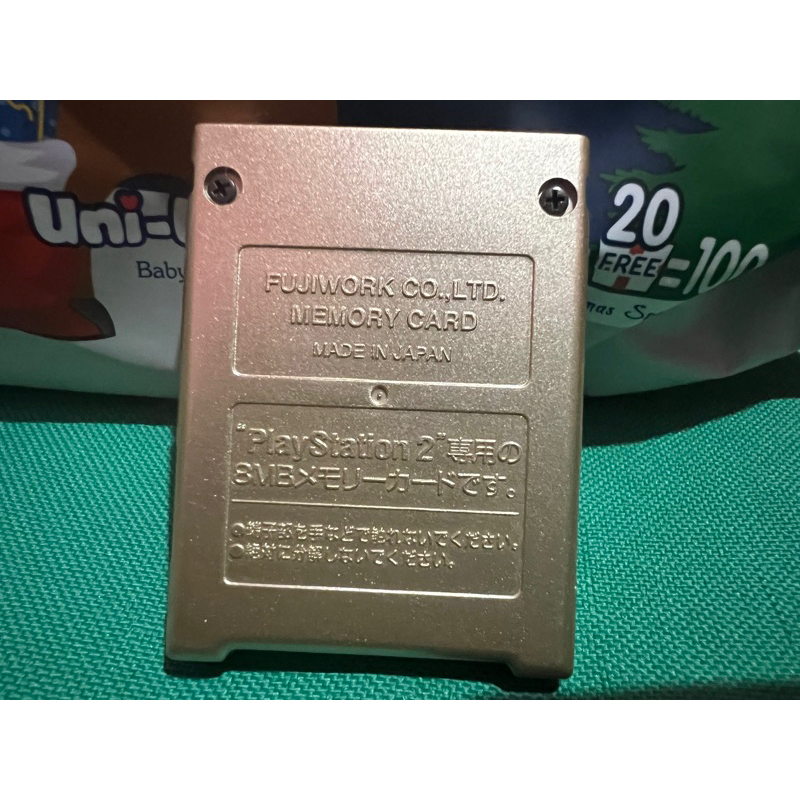 Uni-
Baby
20
FREE
=100
mas Sp
FUJIWORK CO.,LTD.
MEMORY CARD
MADE IN JAPAN
"PlayStation 2"専用の
8MBメモリーカードです。
●端子部を手などで触れないでください。
●絶対に分解しないでください。